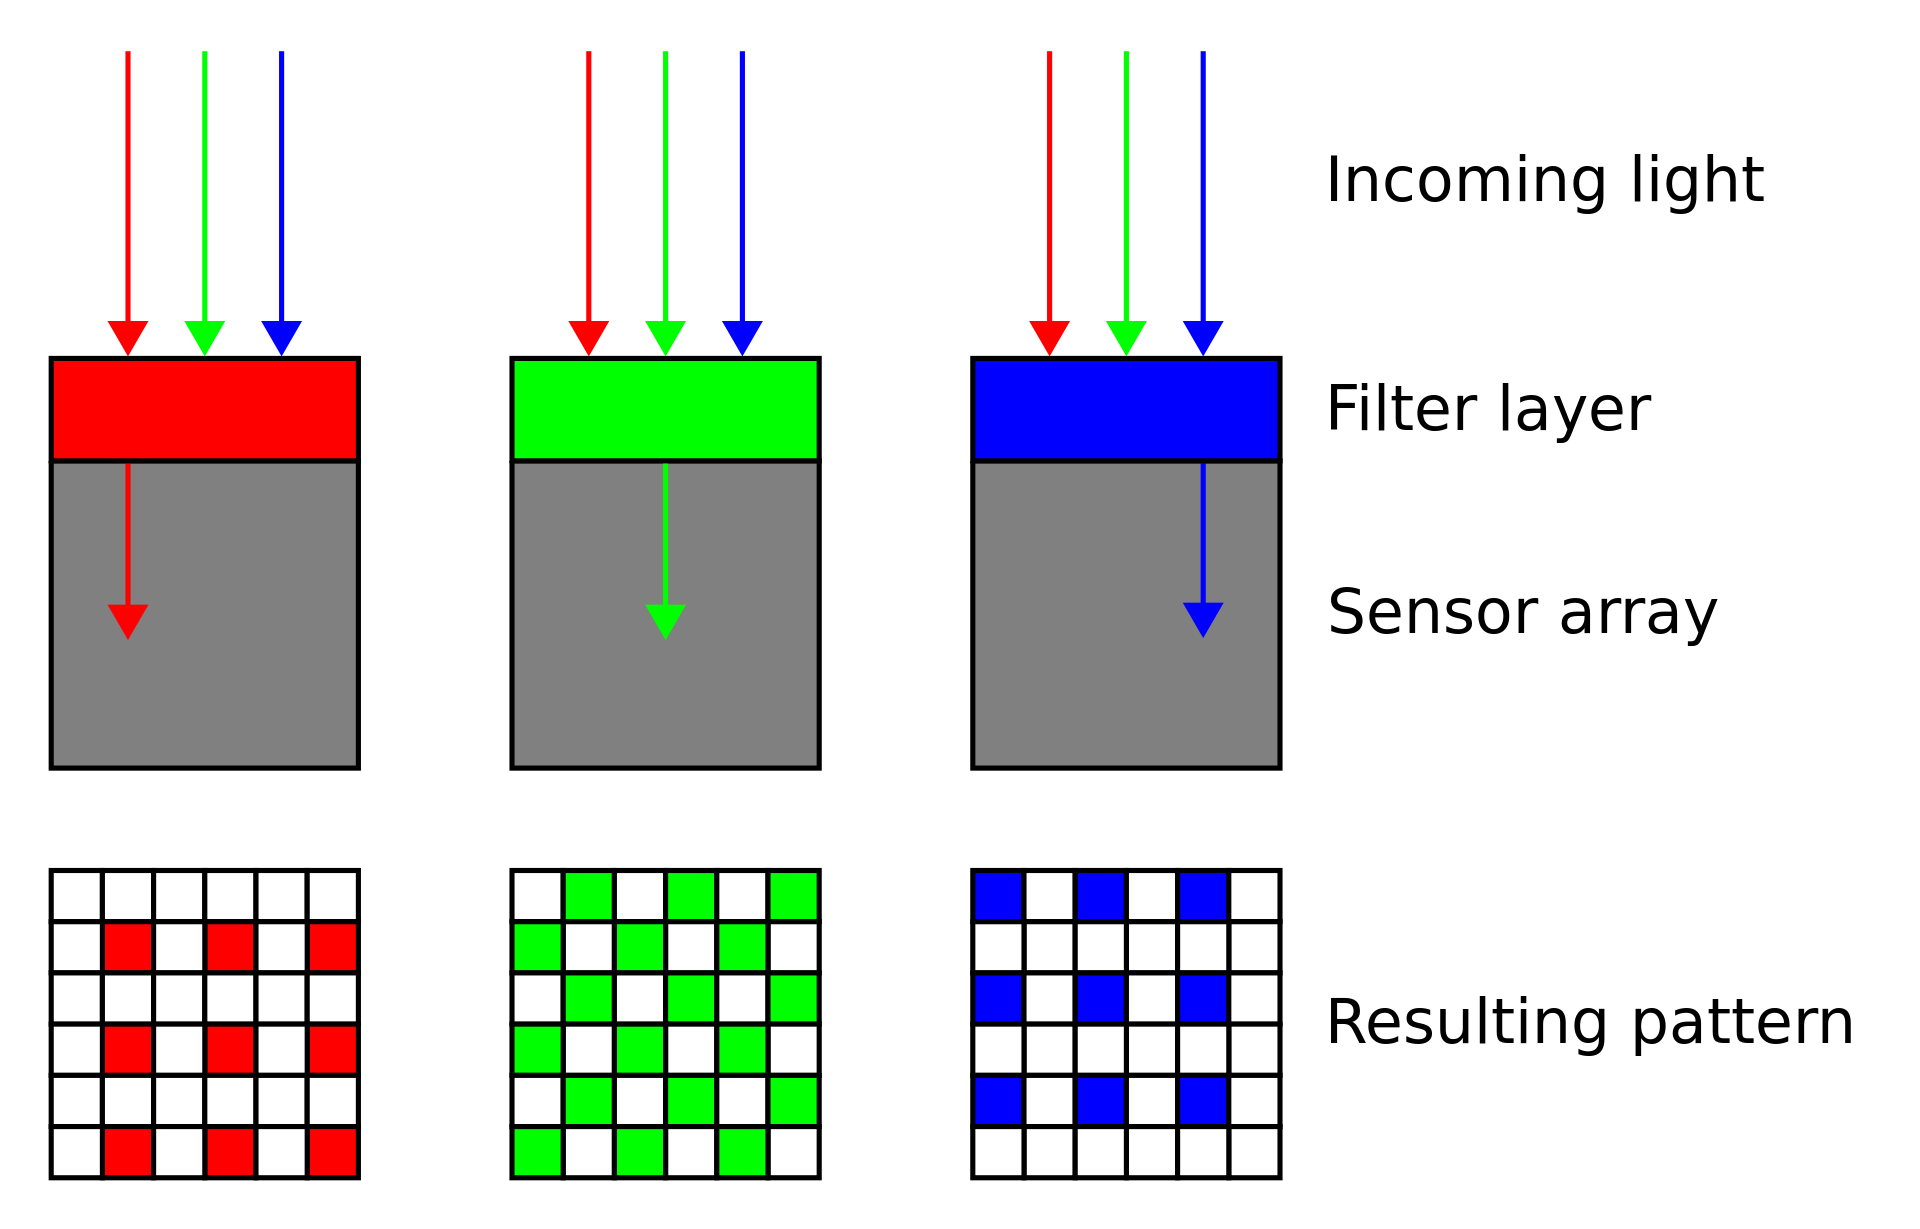 Incoming light
Filter layer
Sensor array
Resulting pattern